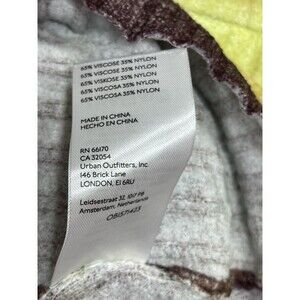 65% VISCOSE 35% NYLON
65% VISCOSE 35% NYLON
65% VISKOSE 35% NYLON
65% VISCOSA 35% NYLON
65% VISCOSA 35% NYLON
MADE IN CHINA
HECHO EN CHINA
RN 66170
CA 32054
Urban Outfitters, Inc.
146 Brick Lane
LONDON, E1 6RU
Leidsestraat 32, 1017 PB
Amsterdam, Netherlands